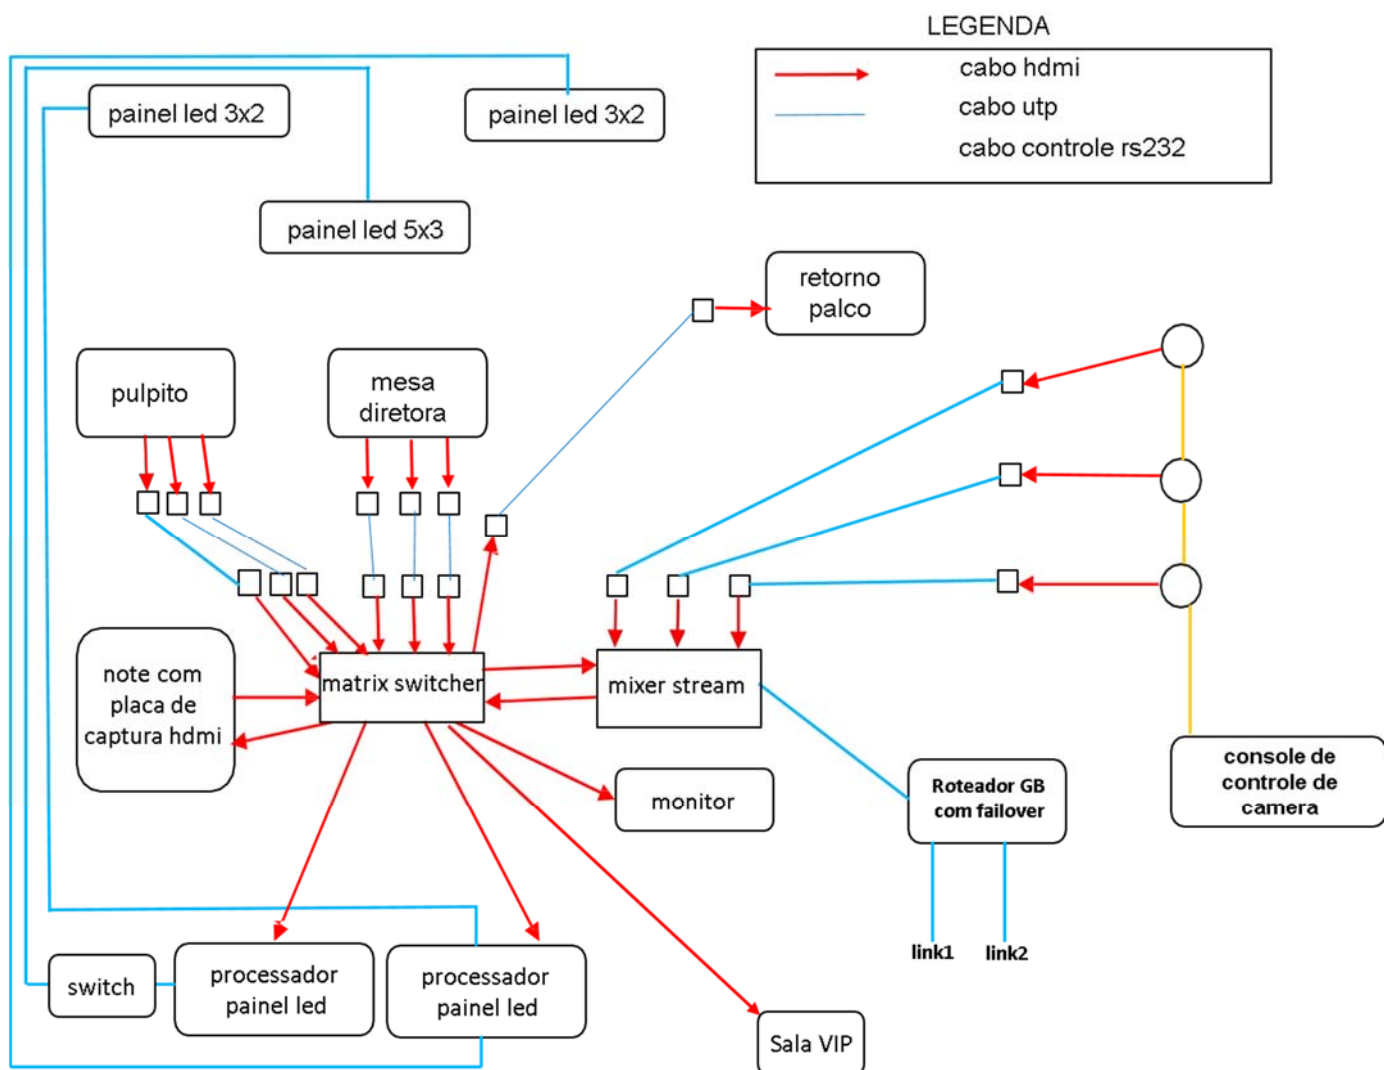 LEGENDA
cabo hdmi
cabo utp
cabo controle rs232
painel led 3x2
painel led 3x2
painel led 5x3
retorno
palco
pulpito
mesa
diretora
note com
placa de
captura hdmi
matrix switcher
mixer stream
monitor
Roteador GB
com failover
console de
controle de
camera
link1
link2
switch
processador
painel led
processador
painel led
Sala VIP